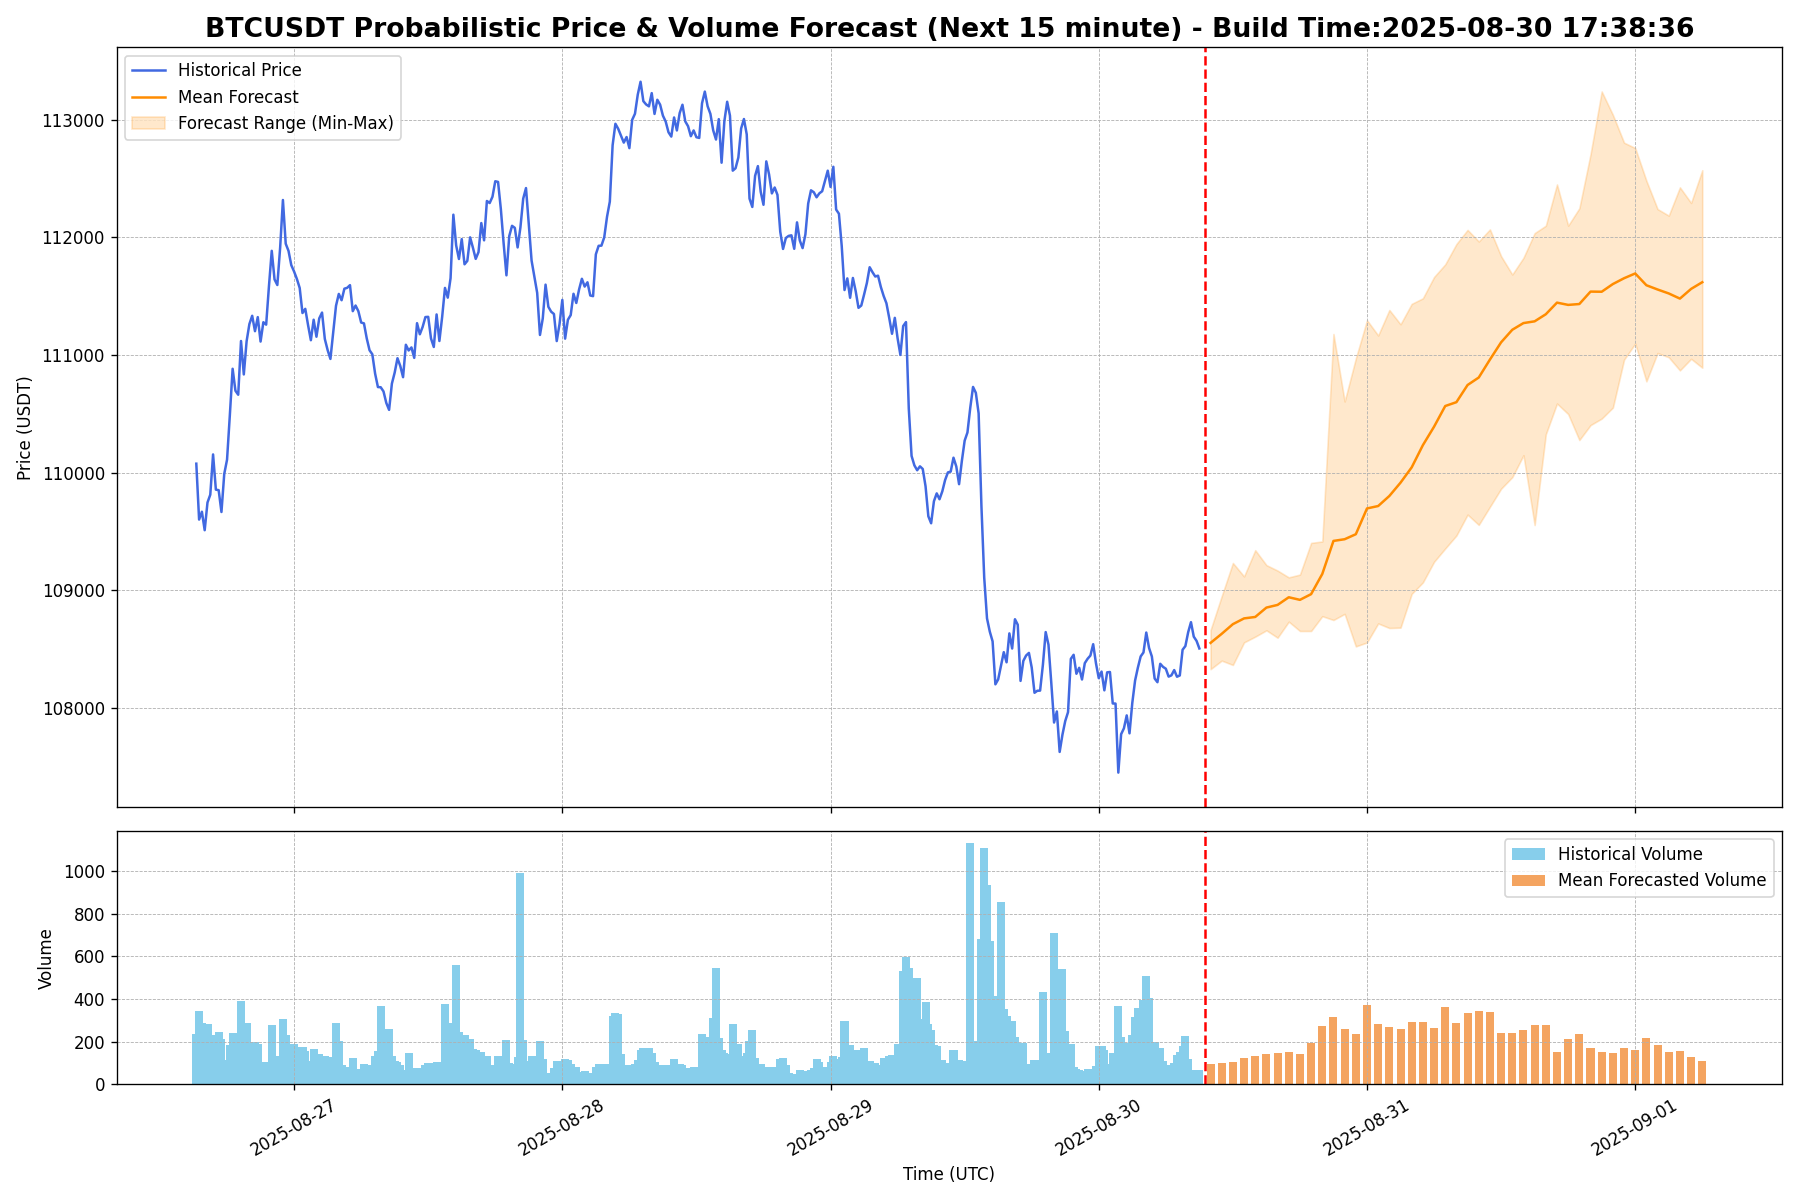 BTCUSDT Probabilistic Price & Volume Forecast (Next 15 minute) - Build Time:2025-08-30 17:38:36
Historical Price
Mean Forecast
Forecast Range (Min-Max)
113000
112000
111000
110000
109000
108000
Price (USDT)
Historical Volume
Mean Forecasted Volume
1000
800
600
400
200
0
Volume
2025-08-27
2025-08-28
2025-08-29
2025-08-30
2025-08-31
2025-09-01
Time (UTC)